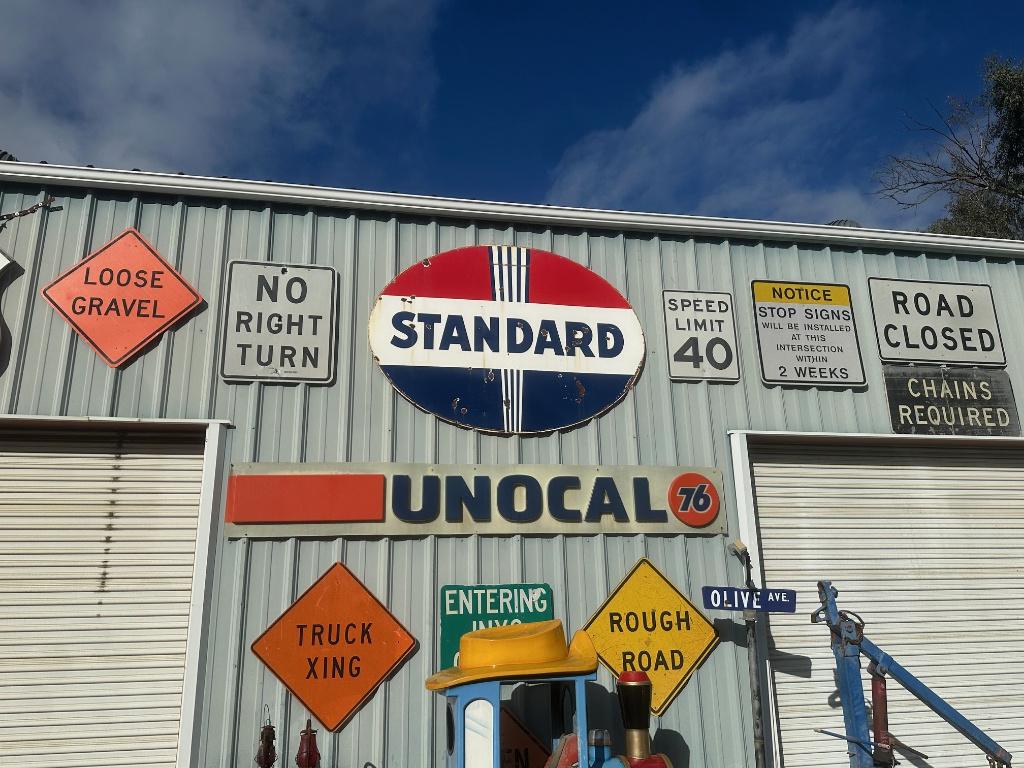 LOOSE
GRAVEL
NO
RIGHT
TURN
STANDARD
SPEED
LIMIT
40
NOTICE
STOP SIGNS
WILL BE INSTALLED
AT THIS
INTERSECTION
WITHIN
2 WEEKS
ROAD
CLOSED
CHAINS
REQUIRED
UNOCAL 76
TRUCK
XING
ENTERING
ROUGH
ROAD
OLIVE AVE.